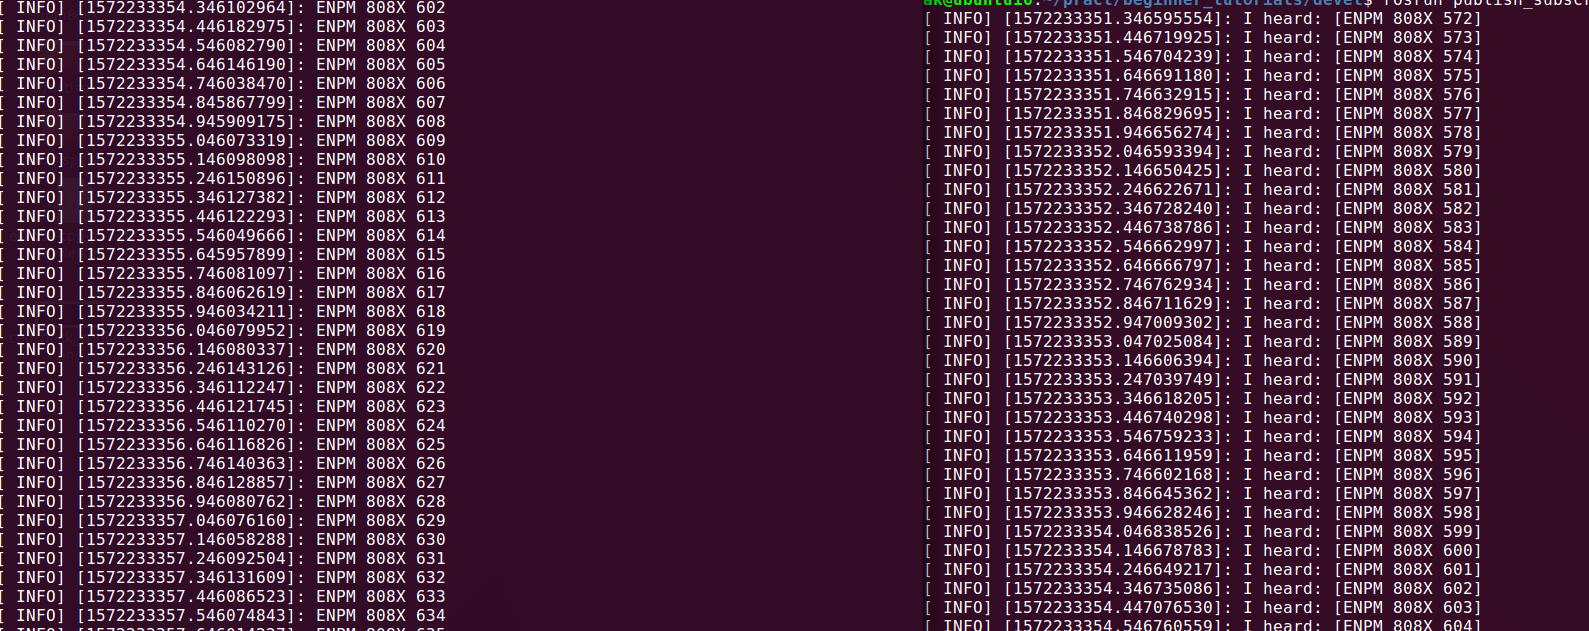 [ INFO] [1572233354.346102964]: ENPM 808X 602
[ INFO] [1572233354.446182975]: ENPM 808X 603
[ INFO] [1572233354.546082790]: ENPM 808X 604
[ INFO] [1572233354.646146190]: ENPM 808X 605
[ INFO] [1572233354.746038470]: ENPM 808X 606
[ INFO] [1572233354.845867799]: ENPM 808X 607
[ INFO] [1572233354.945909175]: ENPM 808X 608
[ INFO] [1572233355.046073319]: ENPM 808X 609
[ INFO] [1572233355.146098098]: ENPM 808X 610
[ INFO] [1572233355.246150896]: ENPM 808X 611
[ INFO] [1572233355.346127382]: ENPM 808X 612
[ INFO] [1572233355.446122293]: ENPM 808X 613
[ INFO] [1572233355.546049666]: ENPM 808X 614
[ INFO] [1572233355.645957899]: ENPM 808X 615
[ INFO] [1572233355.746081097]: ENPM 808X 616
[ INFO] [1572233355.846062619]: ENPM 808X 617
[ INFO] [1572233355.946034211]: ENPM 808X 618
[ INFO] [1572233356.046079952]: ENPM 808X 619
[ INFO] [1572233356.146080337]: ENPM 808X 620
[ INFO] [1572233356.246143126]: ENPM 808X 621
[ INFO] [1572233356.346112247]: ENPM 808X 622
[ INFO] [1572233356.446121745]: ENPM 808X 623
[ INFO] [1572233356.546110270]: ENPM 808X 624
[ INFO] [1572233356.646116826]: ENPM 808X 625
[ INFO] [1572233356.746140363]: ENPM 808X 626
[ INFO] [1572233356.846128857]: ENPM 808X 627
[ INFO] [1572233356.946080762]: ENPM 808X 628
[ INFO] [1572233357.046076160]: ENPM 808X 629
[ INFO] [1572233357.146058288]: ENPM 808X 630
[ INFO] [1572233357.246092504]: ENPM 808X 631
[ INFO] [1572233357.346131609]: ENPM 808X 632
[ INFO] [1572233357.446086523]: ENPM 808X 633
[ INFO] [1572233357.546074843]: ENPM 808X 634
ak@ubuntu16:~/pract/beginner_tutorials/devel$ rosrun publish_subscr
[ INFO] [1572233351.346595554]: I heard: [ENPM 808X 572]
[ INFO] [1572233351.446719925]: I heard: [ENPM 808X 573]
[ INFO] [1572233351.546704239]: I heard: [ENPM 808X 574]
[ INFO] [1572233351.646691180]: I heard: [ENPM 808X 575]
[ INFO] [1572233351.746632915]: I heard: [ENPM 808X 576]
[ INFO] [1572233351.846829695]: I heard: [ENPM 808X 577]
[ INFO] [1572233351.946656274]: I heard: [ENPM 808X 578]
[ INFO] [1572233352.046593394]: I heard: [ENPM 808X 579]
[ INFO] [1572233352.146650425]: I heard: [ENPM 808X 580]
[ INFO] [1572233352.246622671]: I heard: [ENPM 808X 581]
[ INFO] [1572233352.346728240]: I heard: [ENPM 808X 582]
[ INFO] [1572233352.446738786]: I heard: [ENPM 808X 583]
[ INFO] [1572233352.546662997]: I heard: [ENPM 808X 584]
[ INFO] [1572233352.646666797]: I heard: [ENPM 808X 585]
[ INFO] [1572233352.746762934]: I heard: [ENPM 808X 586]
[ INFO] [1572233352.846711629]: I heard: [ENPM 808X 587]
[ INFO] [1572233352.947009302]: I heard: [ENPM 808X 588]
[ INFO] [1572233353.047025084]: I heard: [ENPM 808X 589]
[ INFO] [1572233353.146606394]: I heard: [ENPM 808X 590]
[ INFO] [1572233353.247039749]: I heard: [ENPM 808X 591]
[ INFO] [1572233353.346618205]: I heard: [ENPM 808X 592]
[ INFO] [1572233353.446740298]: I heard: [ENPM 808X 593]
[ INFO] [1572233353.546759233]: I heard: [ENPM 808X 594]
[ INFO] [1572233353.646611959]: I heard: [ENPM 808X 595]
[ INFO] [1572233353.746602168]: I heard: [ENPM 808X 596]
[ INFO] [1572233353.846645362]: I heard: [ENPM 808X 597]
[ INFO] [1572233353.946628246]: I heard: [ENPM 808X 598]
[ INFO] [1572233354.046838526]: I heard: [ENPM 808X 599]
[ INFO] [1572233354.146678783]: I heard: [ENPM 808X 600]
[ INFO] [1572233354.246649217]: I heard: [ENPM 808X 601]
[ INFO] [1572233354.346735086]: I heard: [ENPM 808X 602]
[ INFO] [1572233354.447076530]: I heard: [ENPM 808X 603]
[ INFO] [1572233354.546760559]: I heard: [ENPM 808X 604]